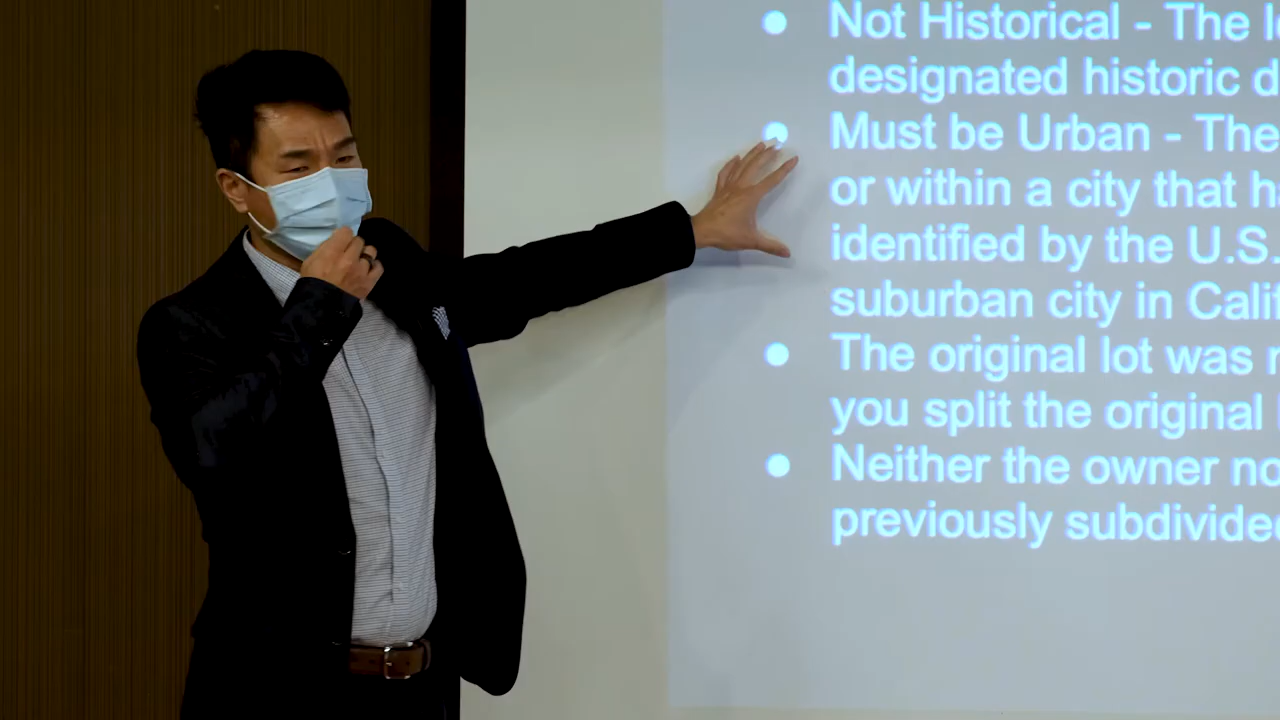 Not Historical - The
designated historic
Must be Urban - The
or within a city that
identified by the U.S.
suburban city in
The original lot was
you split the original
Neither the owner
previously